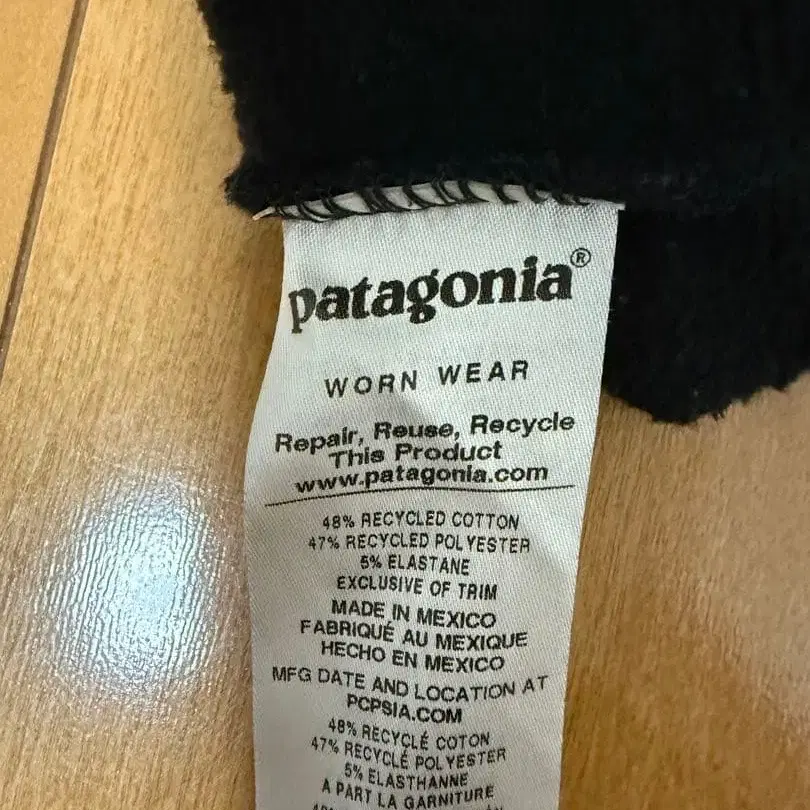 patagonia®
WORN WEAR
Repair, Reuse, Recycle
This Product
www.patagonia.com
48% RECYCLED COTTON
47% RECYCLED POLYESTER
5% ELASTANE
EXCLUSIVE OF TRIM
MADE IN MEXICO
FABRIQUÉ AU MEXIQUE
HECHO EN MEXICO
MFG DATE AND LOCATION AT
PCPSIA.COM
48% RECYCLÉ COTON
47% RECYCLÉ POLYESTER
5% ELASTHANNE
A PART LA GARNITURE